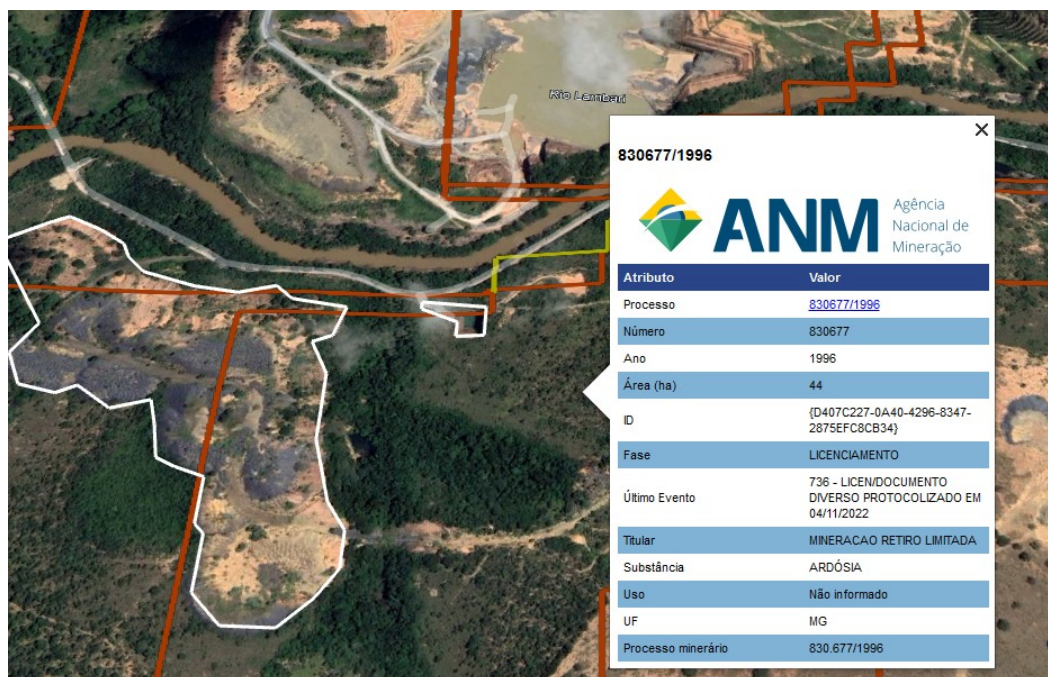 Rio Lambari
830677/1996
ANM Agência
Nacional de
Mineração
Atributo Valor
Processo 830677/1996
Número 830677
Ano 1996
Área (ha) 44
ID {D407C227-0A40-4296-8347-
2875EFC8CB34}
Fase LICENCIAMENTO
Último Evento 736 - LICEN/DOCUMENTO
DIVERSO PROTOCOLIZADO EM
04/11/2022
Titular MINERACAO RETIRO LIMITADA
Substância ARDÓSIA
Uso Não informado
UF MG
Processo minerário 830.677/1996